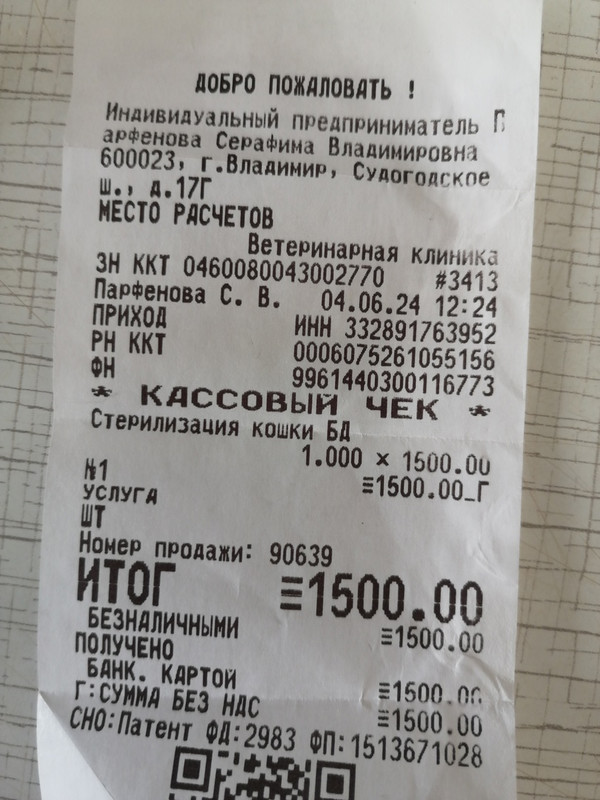 ДОБРО ПОЖАЛОВАТЬ !
Индивидуальный предприниматель П
арфенова Серафима Владимировна
600023, г.Владимир, Судогодское
ш., д.17Г
МЕСТО РАСЧЕТОВ
Ветеринарная клиника
ЗН ККТ 0460080043002770 #3413
Парфенова С. В. 04.06.24 12:24
ПРИХОД ИНН 332891763952
РН ККТ 0006075261055156
ФН 9961440300116773
* КАССОВЫЙ ЧЕК *
Стерилизация кошки БД
1.000 × 1500.00
№1 ≡1500.00_Г
УСЛУГА
ШТ
Номер продажи: 90639
ИТОГ ≡1500.00
БЕЗНАЛИЧНЫМИ ≡1500.00
ПОЛУЧЕНО
БАНК. КАРТОЙ ≡1500.00
Г:СУММА БЕЗ НДС ≡1500.00
СНО:Патент ФД:2983 ФП:1513671028